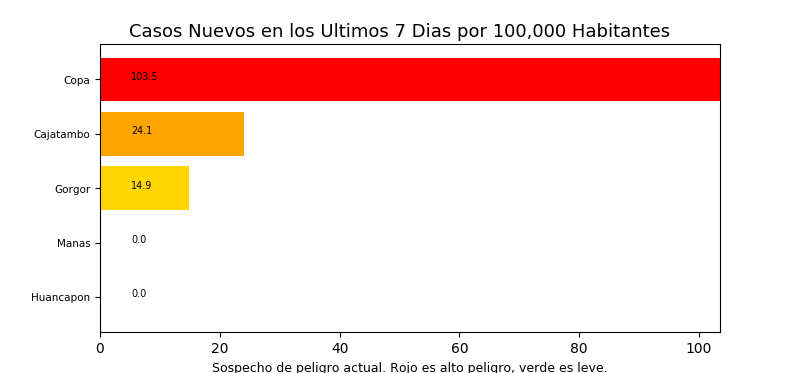 Casos Nuevos en los Ultimos 7 Dias por 100,000 Habitantes
Copa 103.5
Cajatambo 24.1
Gorgor 14.9
Manas 0.0
Huancapon 0.0
0 20 40 60 80 100
Sospecho de peligro actual. Rojo es alto peligro, verde es leve.